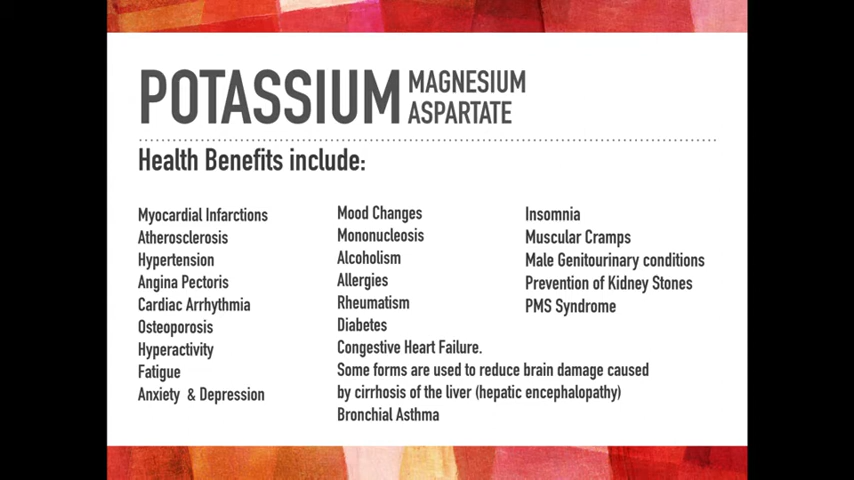 POTASSIUM MAGNESIUM
ASPARTATE
Health Benefits include:
Myocardial Infarctions
Atherosclerosis
Hypertension
Angina Pectoris
Cardiac Arrhythmia
Osteoporosis
Hyperactivity
Fatigue
Anxiety & Depression
Mood Changes
Mononucleosis
Alcoholism
Allergies
Rheumatism
Diabetes
Congestive Heart Failure.
Some forms are used to reduce brain damage caused
by cirrhosis of the liver (hepatic encephalopathy)
Bronchial Asthma
Insomnia
Muscular Cramps
Male Genitourinary conditions
Prevention of Kidney Stones
PMS Syndrome